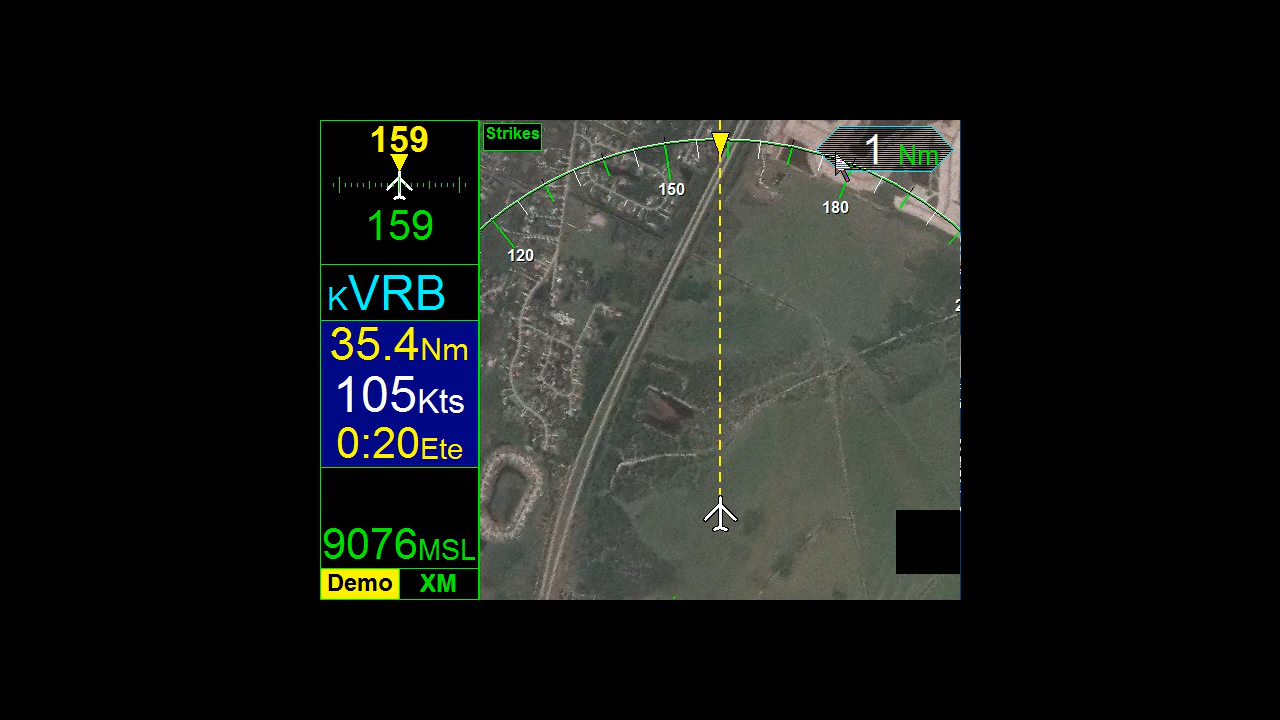 159
159
KVRB
35.4Nm
105Kts
0:20Ete
9076MSL
Demo XM
Strikes
1 Nm
150
180
120